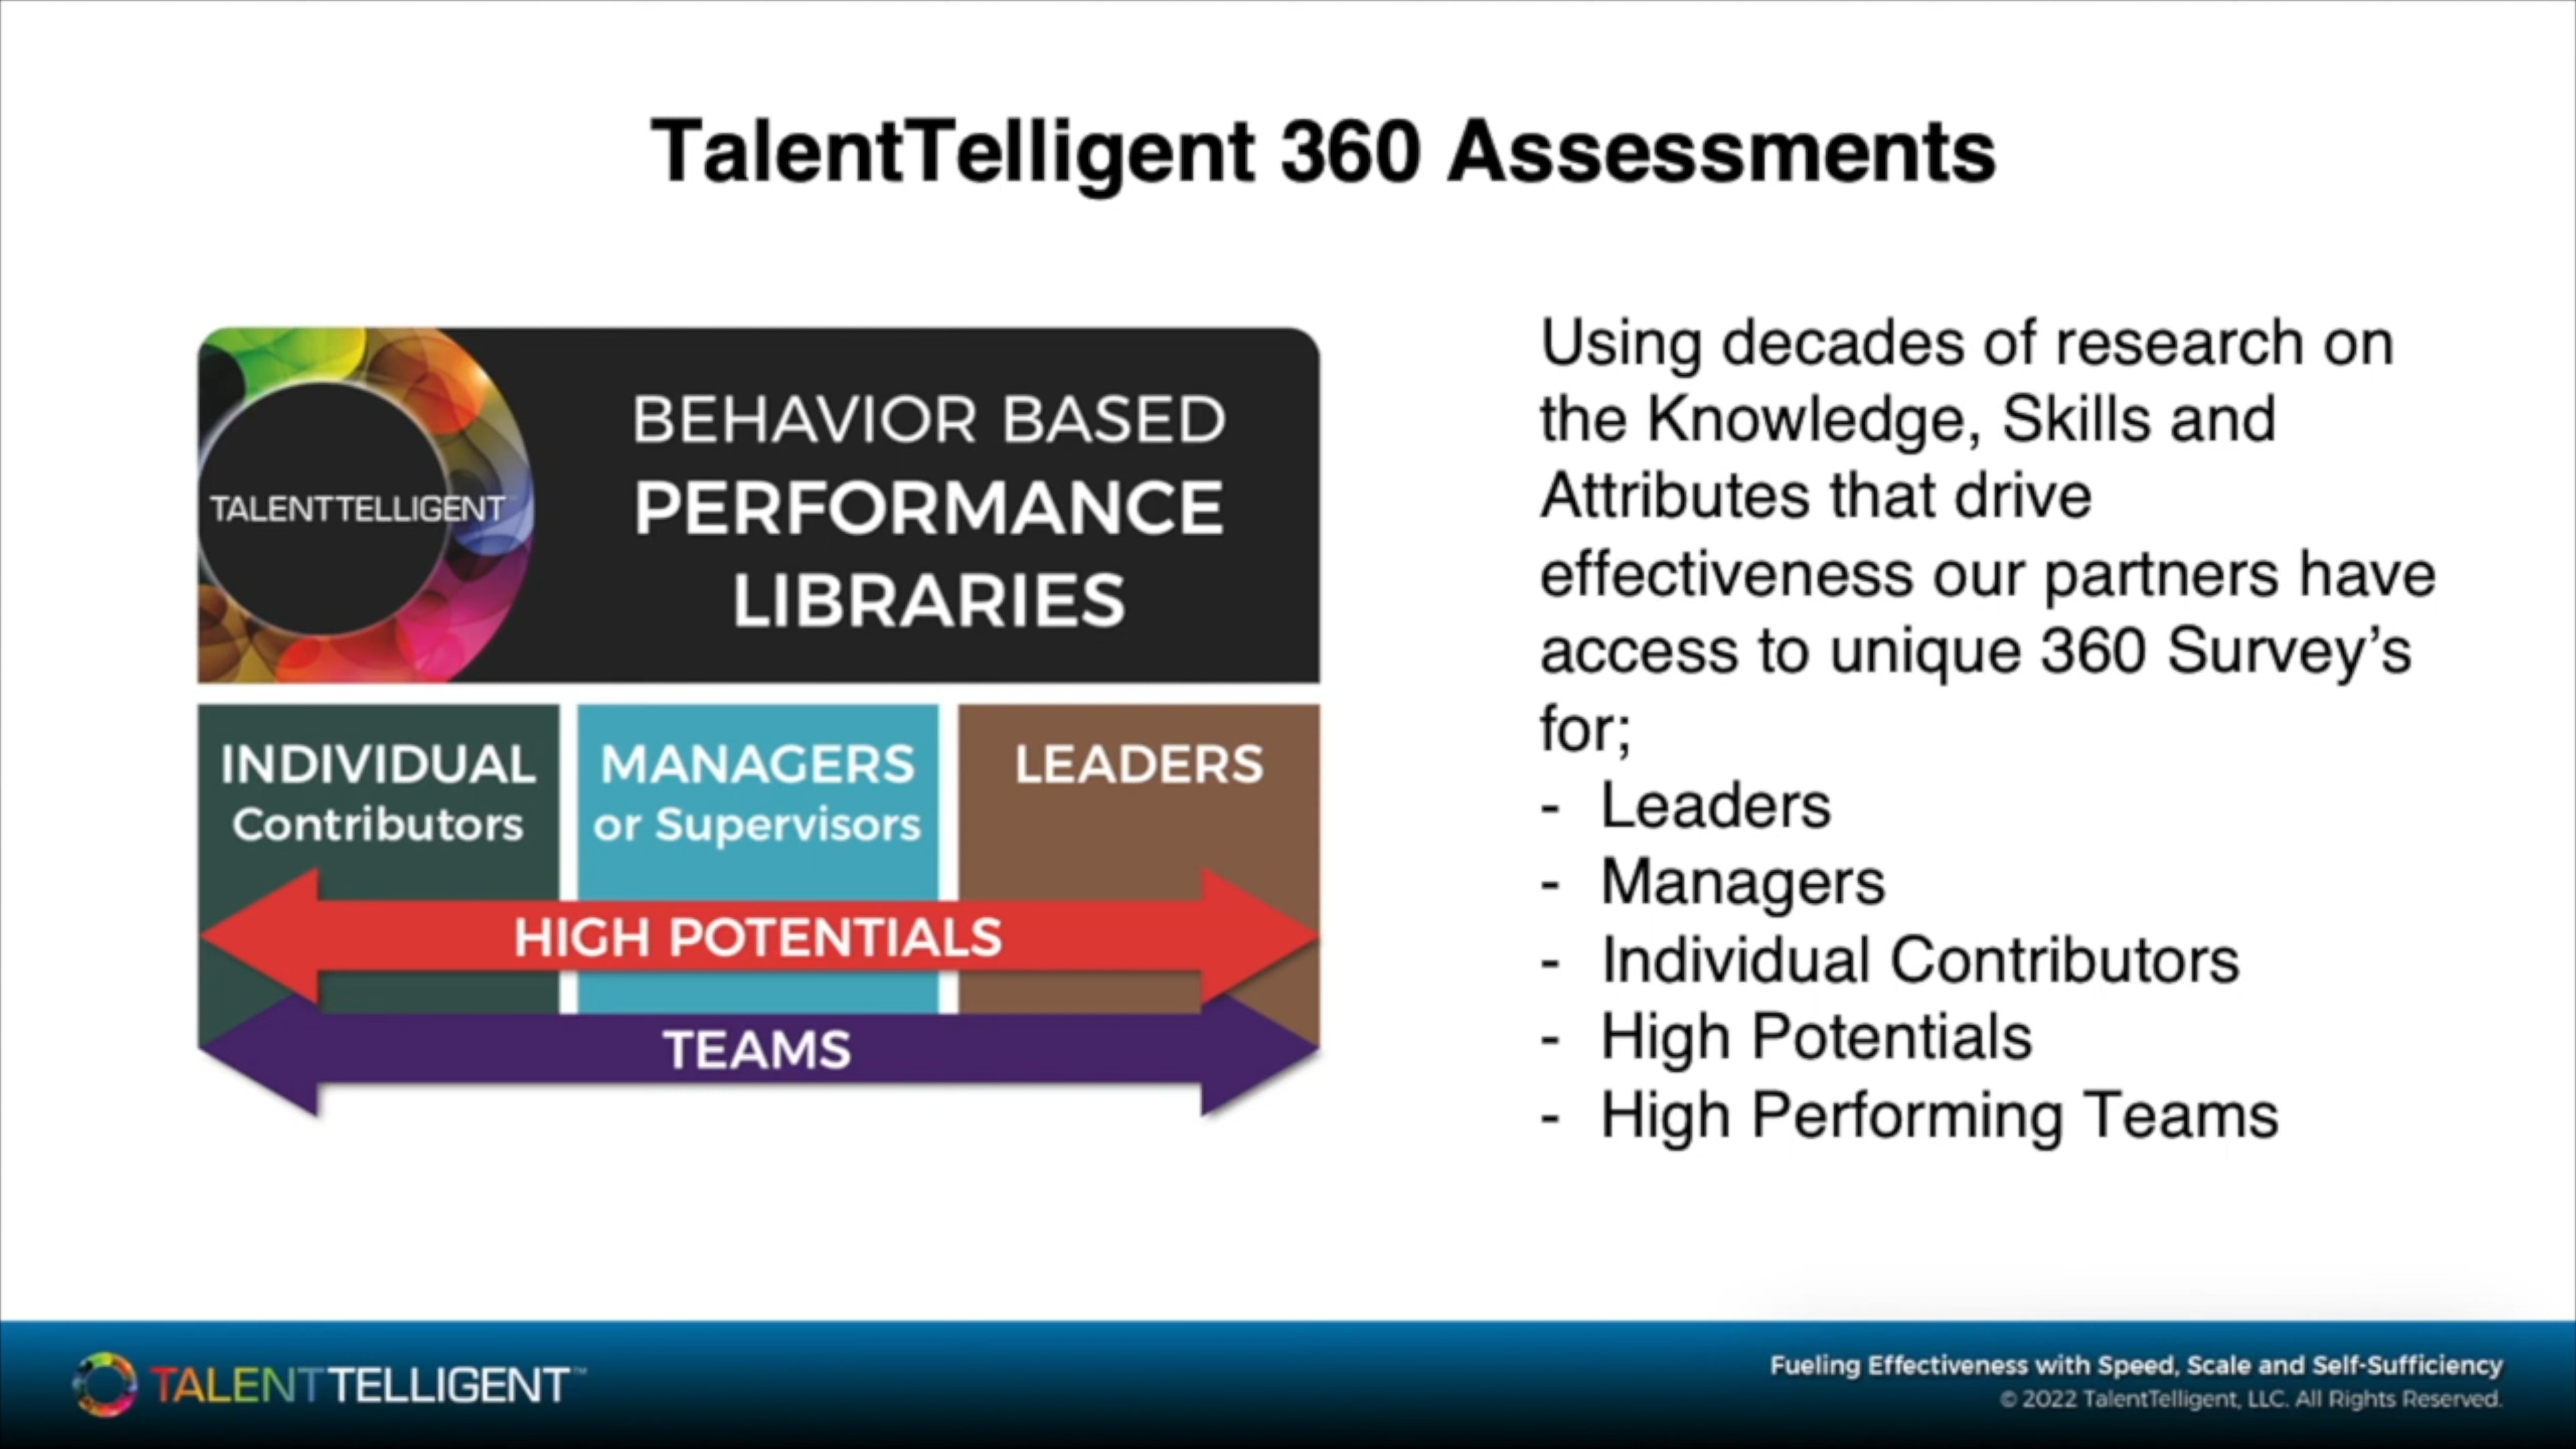 TalentTelligent 360 Assessments
TALENTTELLIGENT
BEHAVIOR BASED
PERFORMANCE
LIBRARIES
INDIVIDUAL
Contributors
MANAGERS
or Supervisors
LEADERS
HIGH POTENTIALS
TEAMS
Using decades of research on
the Knowledge, Skills and
Attributes that drive
effectiveness our partners have
access to unique 360 Survey’s
for;
- Leaders
- Managers
- Individual Contributors
- High Potentials
- High Performing Teams
TALENTTELLIGENT™
Fueling Effectiveness with Speed, Scale and Self-Sufficiency
© 2022 TalentTelligent, LLC. All Rights Reserved.